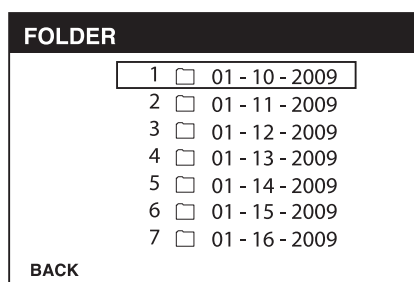 FOLDER
1 01 - 10 - 2009
2 01 - 11 - 2009
3 01 - 12 - 2009
4 01 - 13 - 2009
5 01 - 14 - 2009
6 01 - 15 - 2009
7 01 - 16 - 2009
BACK